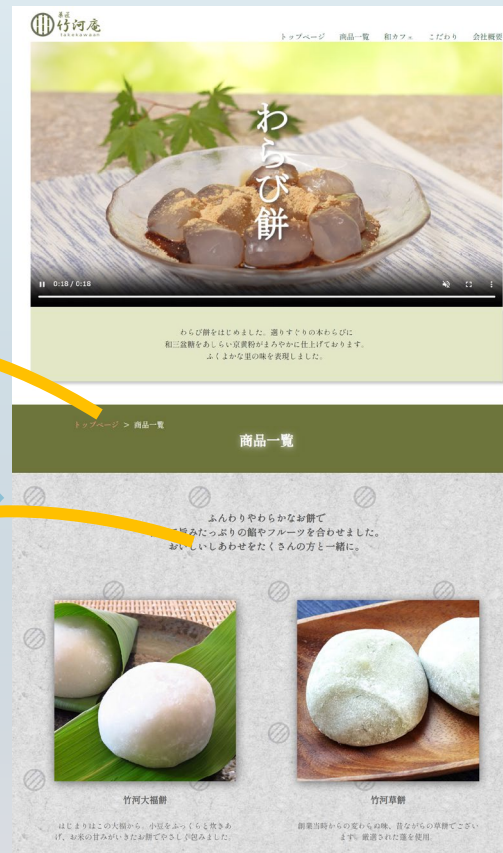 菓匠
竹河庵
takekawaan
トップページ 商品一覧 和カフェ こだわり 会社概要
わらび餅
0:18 / 0:18
わらび餅をはじめました。選りすぐりの本わらびに
和三盆糖をあしらい京黄粉がまろやかに仕上げております。
ふくよかな里の味を表現しました。
トップページ > 商品一覧
商品一覧
ふんわりやわらかなお餅で
旨みたっぷりの餡やフルーツを合わせました。
おいしいしあわせをたくさんの方と一緒に。
竹河大福餅
竹河草餅
はじまりはこの大福から。小豆をふっくらと炊きあ
げ、お米の甘みがいきたお餅でやさしく包みました。
創業当時からの変わらぬ味、昔ながらの草餅でござい
ます。厳選された蓬を使用。